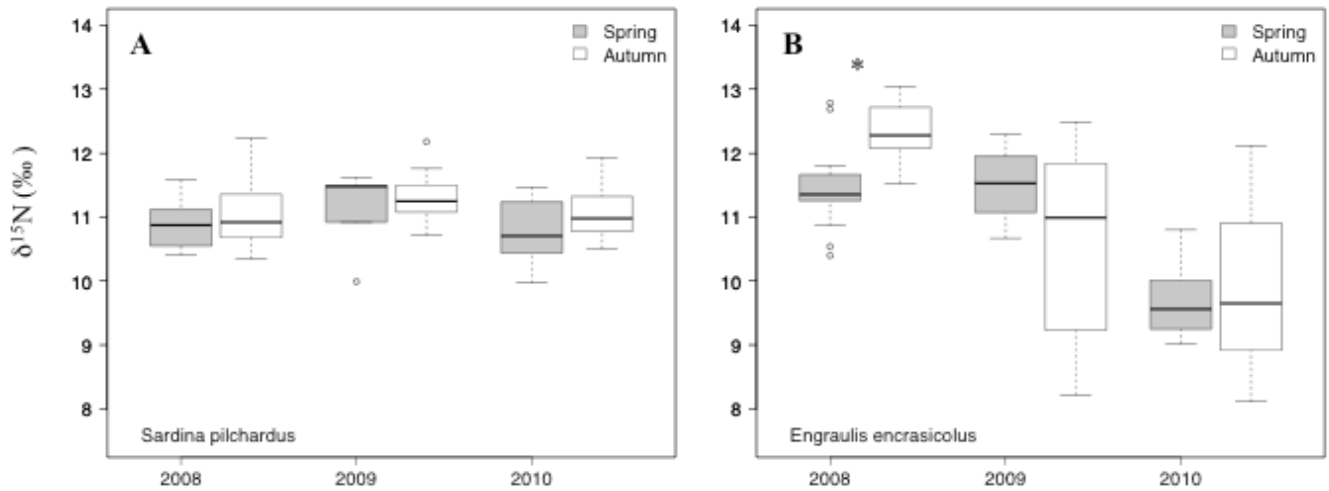 δ¹⁵N (‰)
14
13
12
11
10
9
8
A
Spring
Autumn
Sardina pilchardus
2008
2009
2010
14
13
12
11
10
9
8
B
Spring
Autumn
*
Engraulis encrasicolus
2008
2009
2010